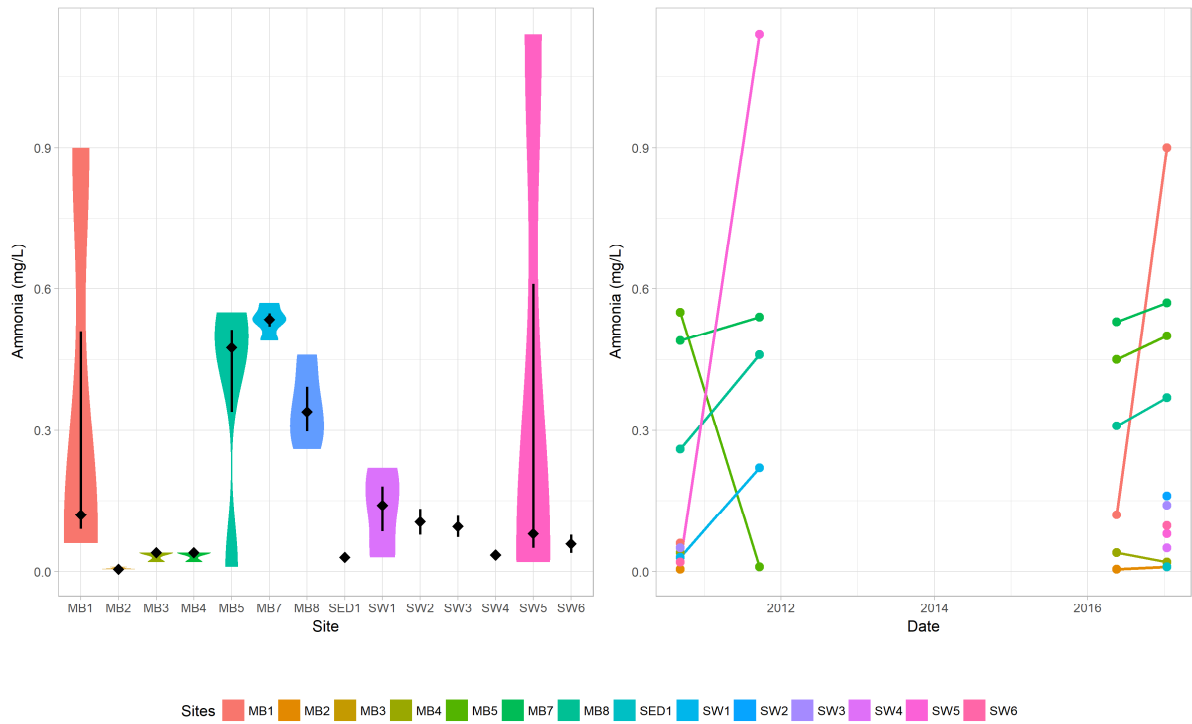 Ammonia (mg/L)
0.9
0.6
0.3
0.0
MB1 MB2 MB3 MB4 MB5 MB7 MB8 SED1 SW1 SW2 SW3 SW4 SW5 SW6
Site
Ammonia (mg/L)
0.9
0.6
0.3
0.0
2012 2014 2016
Date
Sites MB1 MB2 MB3 MB4 MB5 MB7 MB8 SED1 SW1 SW2 SW3 SW4 SW5 SW6